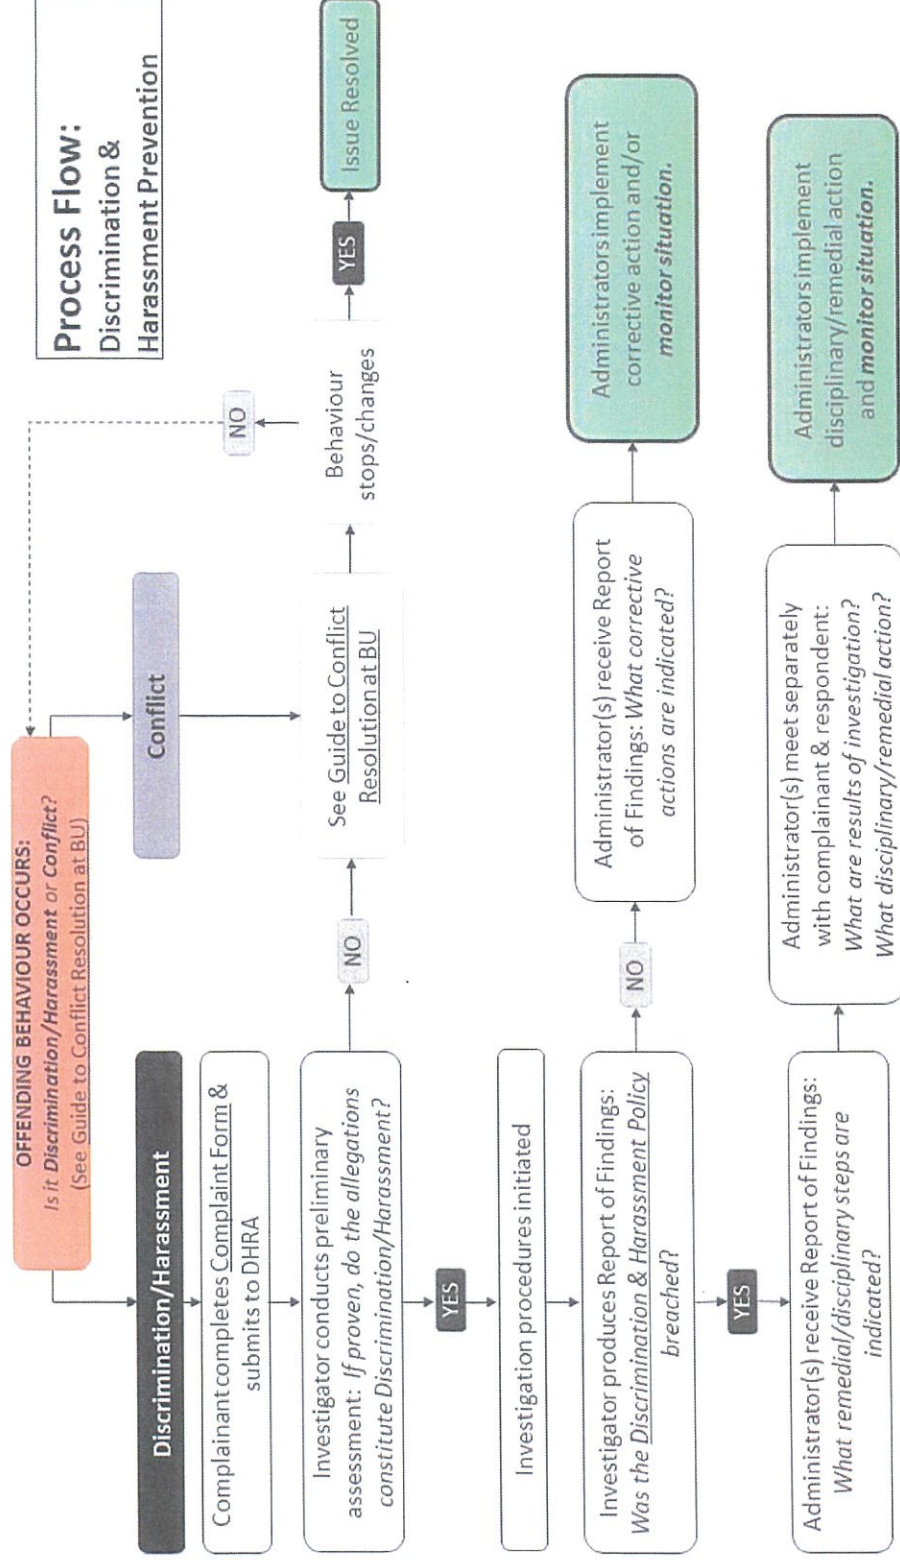 Process Flow:
Discrimination &
Harassment Prevention
OFFENDING BEHAVIOUR OCCURS:
Is it Discrimination/Harassment or Conflict?
(See Guide to Conflict Resolution at BU)
Discrimination/Harassment
Conflict
Complainant completes Complaint Form &
submits to DHRA
Investigator conducts preliminary
assessment: If proven, do the allegations
constitute Discrimination/Harassment?
NO
See Guide to Conflict
Resolution at BU
Behaviour
stops/changes
NO
YES
Issue Resolved
YES
Investigation procedures initiated
Investigator produces Report of Findings:
Was the Discrimination & Harassment Policy
breached?
NO
Administrator(s) receive Report
of Findings: What corrective
actions are indicated?
Administrators implement
corrective action and/or
monitor situation.
YES
Administrator(s) receive Report of Findings:
What remedial/disciplinary steps are
indicated?
Administrator(s) meet separately
with complainant & respondent:
What are results of investigation?
What disciplinary/remedial action?
Administrators implement
disciplinary/remedial action
and monitor situation.